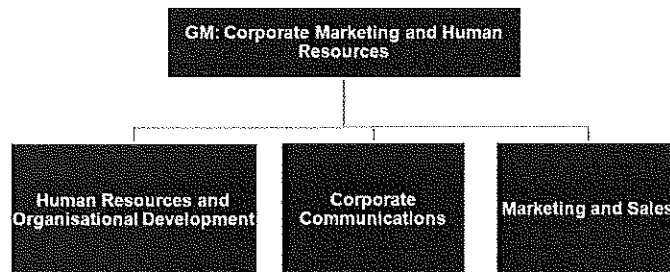 GM: Corporate Marketing and Human
Resources
Human Resources and
Organisational Development
Corporate
Communications
Marketing and Sales